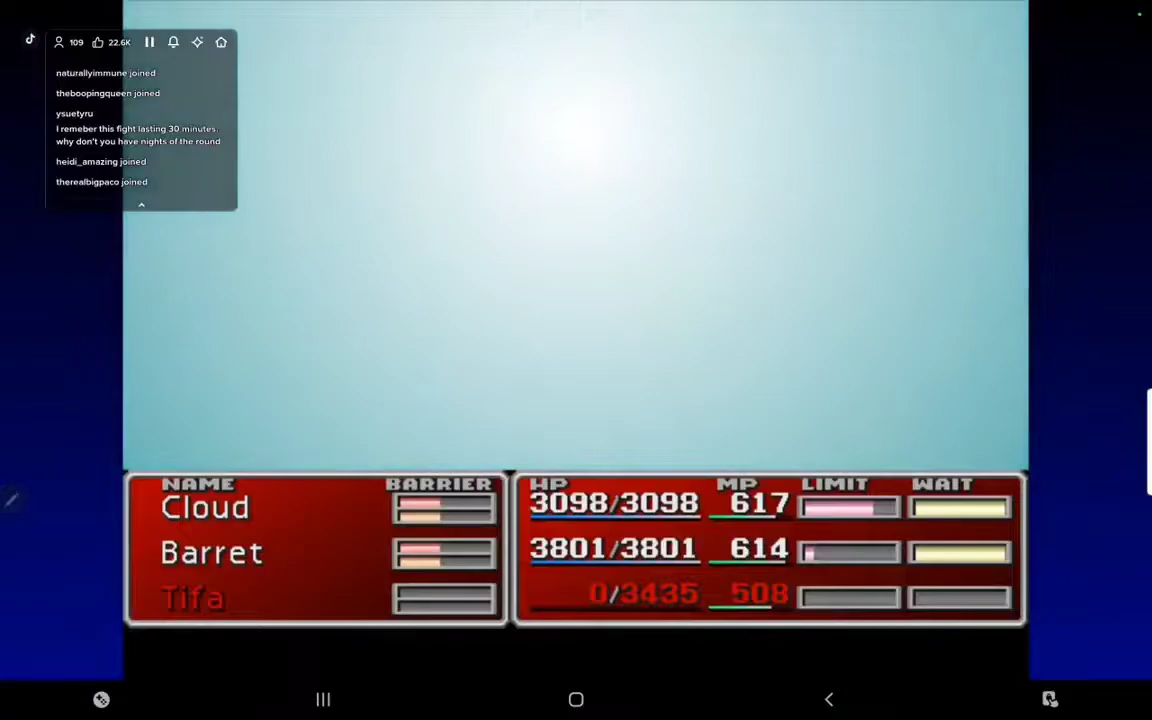 109 22.6K
naturallyimmune joined
theboopingqueen joined
ysuetyru
I remeber this fight lasting 30 minutes.
why don't you have nights of the round
heidi_amazing joined
therealbigpaco joined
NAME BARRIER HP MP LIMIT WAIT
Cloud 3098/3098 617
Barret 3801/3801 614
Tifa 0/3435 508